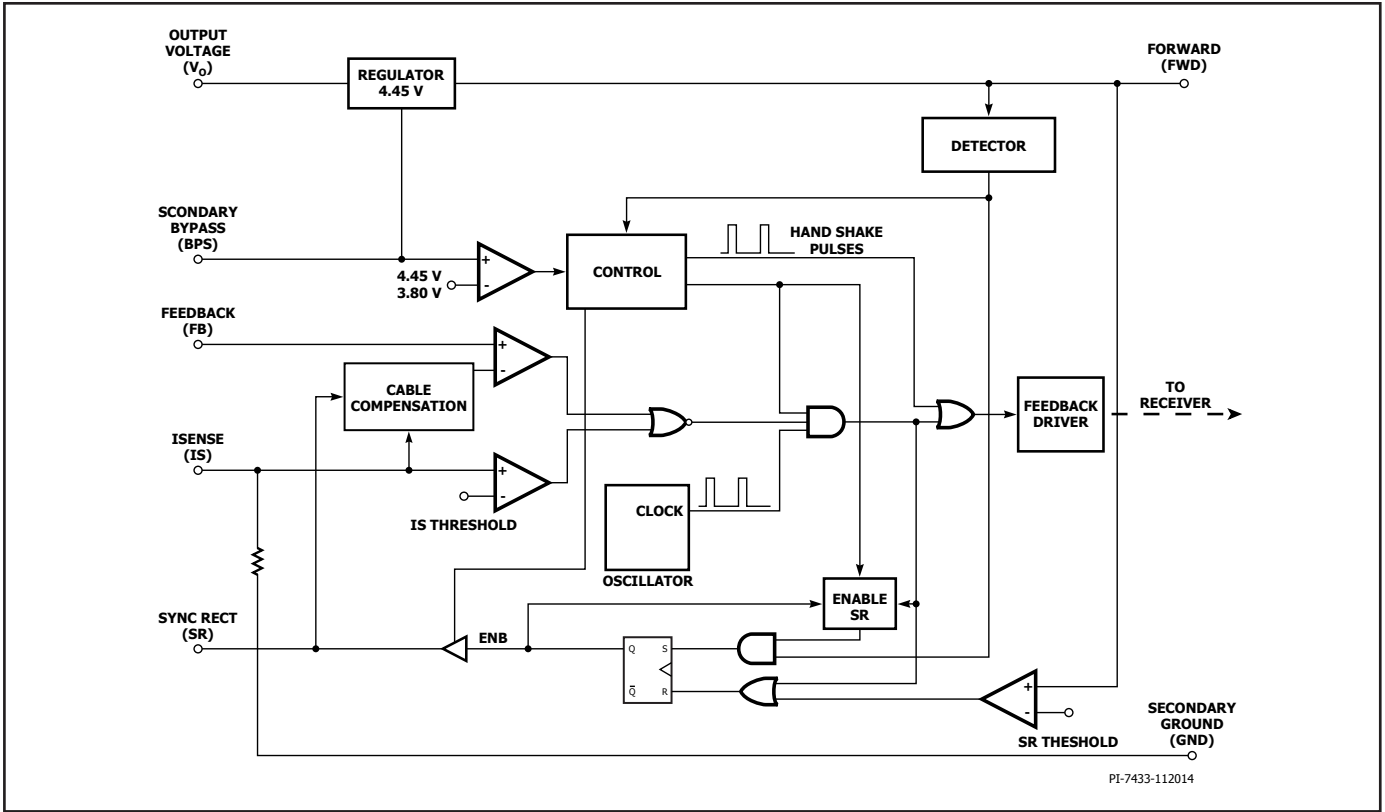 OUTPUT
VOLTAGE
(VO)
REGULATOR
4.45 V
FORWARD
(FWD)
DETECTOR
SCONDARY
BYPASS
(BPS)
+
-
4.45 V
3.80 V
CONTROL
HAND SHAKE
PULSES
FEEDBACK
(FB)
+
-
CABLE
COMPENSATION
FEEDBACK
DRIVER
TO
RECEIVER
ISENSE
(IS)
+
-
IS THRESHOLD
CLOCK
OSCILLATOR
ENABLE
SR
SYNC RECT
(SR)
ENB
Q
S
Q̅
R
+
-
SR THESHOLD
SECONDARY
GROUND
(GND)
PI-7433-112014